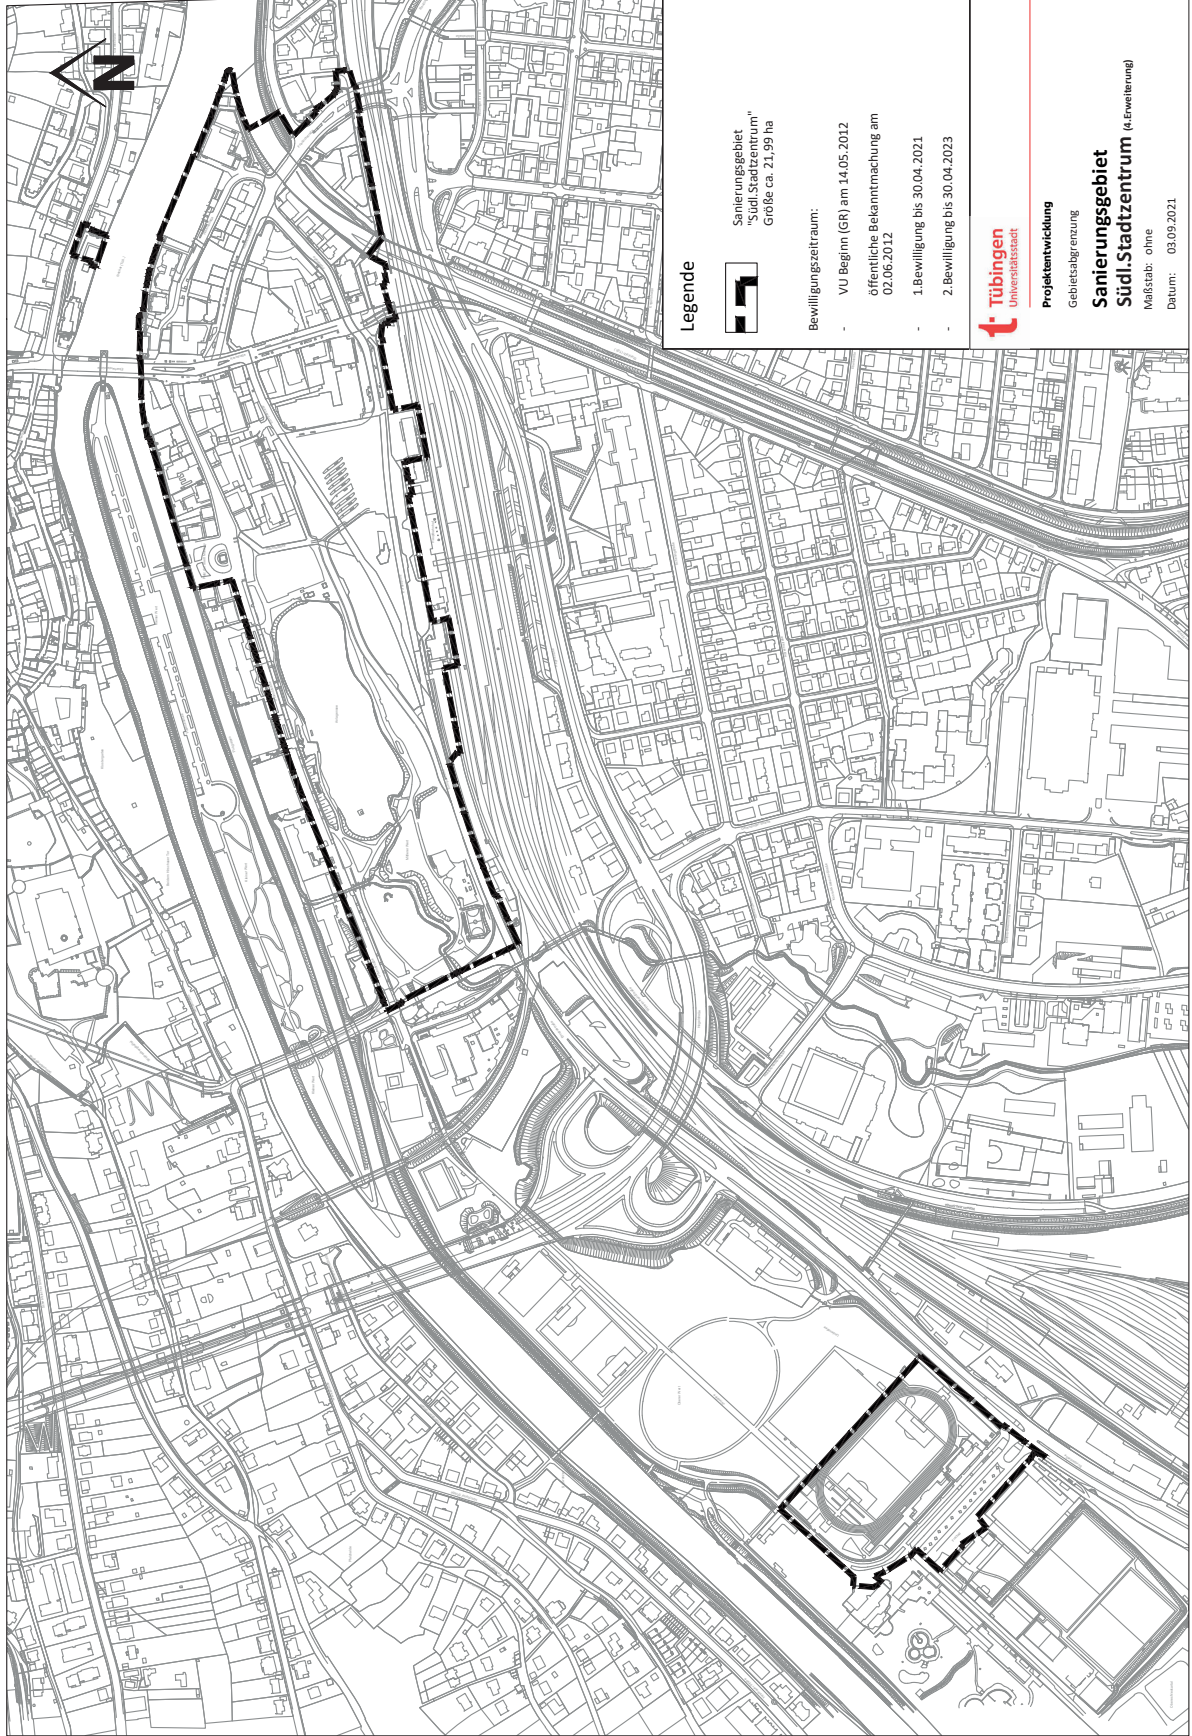 N
Legende
Sanierungsgebiet
"Südl.Stadtzentrum"
Größe ca. 21,99 ha
Bewilligungszeitraum:
- VU Beginn (GR) am 14.05.2012
öffentliche Bekanntmachung am
02.06.2012
- 1.Bewilligung bis 30.04.2021
- 2.Bewilligung bis 30.04.2023
Tübingen
Universitätsstadt
Projektentwicklung
Gebietsabgrenzung
Sanierungsgebiet
Südl.Stadtzentrum (4.Erweiterung)
Maßstab: ohne
Datum: 03.09.2021